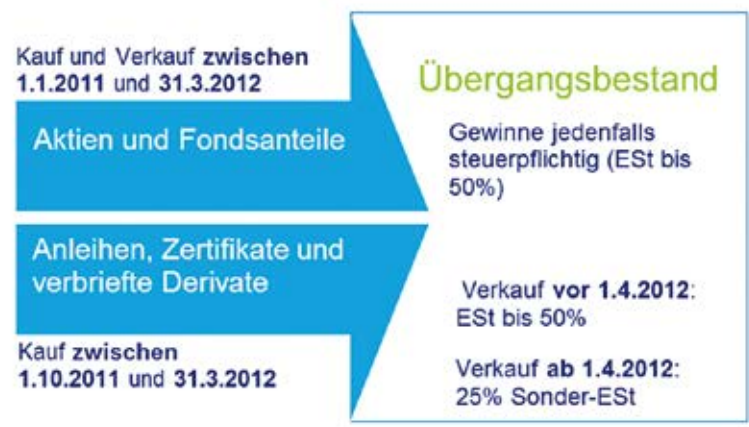 Kauf und Verkauf zwischen
1.1.2011 und 31.3.2012
Aktien und Fondsanteile
Anleihen, Zertifikate und
verbriefte Derivate
Kauf zwischen
1.10.2011 und 31.3.2012
Übergangsbestand
Gewinne jedenfalls
steuerpflichtig (ESt bis
50%)
Verkauf vor 1.4.2012:
ESt bis 50%
Verkauf ab 1.4.2012:
25% Sonder-ESt